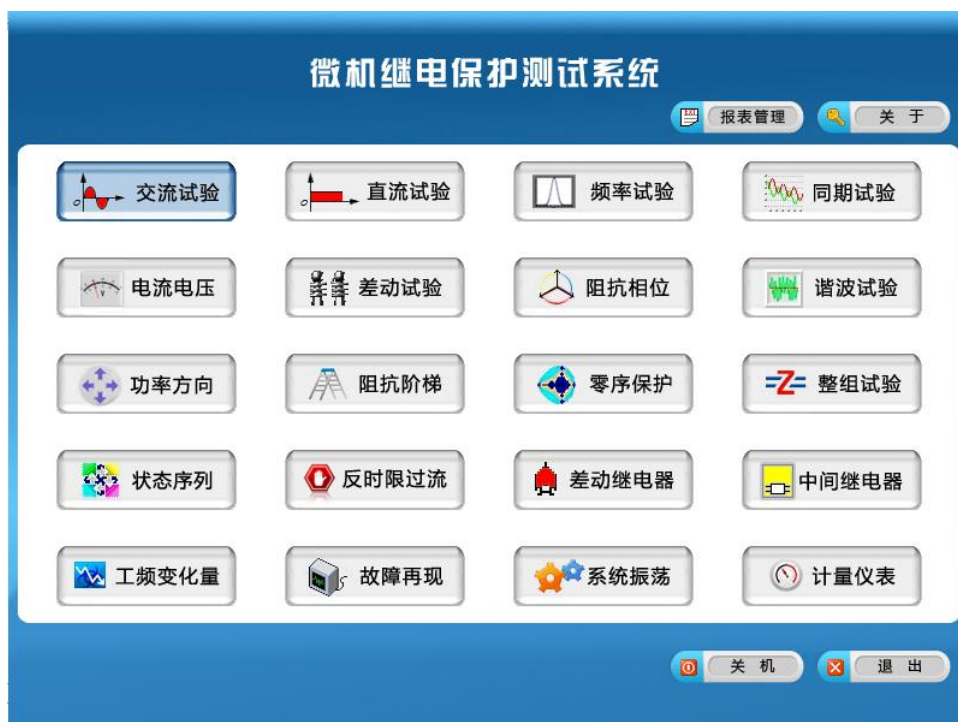 微机继电保护测试系统
报表管理 关于
交流试验 直流试验 频率试验 同期试验
电流电压 差动试验 阻抗相位 谐波试验
功率方向 阻抗阶梯 零序保护 整组试验
状态序列 反时限过流 差动继电器 中间继电器
工频变化量 故障再现 系统振荡 计量仪表
关机 退出